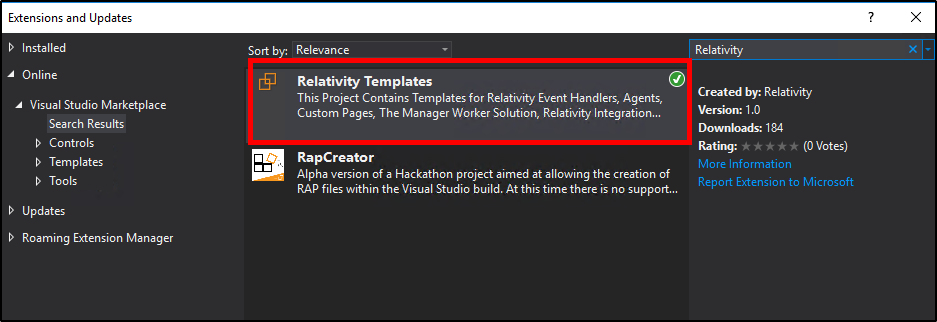 Extensions and Updates
? ×
Installed
Online
Visual Studio Marketplace
Search Results
Controls
Templates
Tools
Updates
Roaming Extension Manager
Sort by: Relevance
Relativity Templates
This Project Contains Templates for Relativity Event Handlers, Agents,
Custom Pages, The Manager Worker Solution, Relativity Integration...
RapCreator
Alpha version of a Hackathon project aimed at allowing the creation of
RAP files within the Visual Studio build. At this time there is no support...
Relativity ×
Created by: Relativity
Version: 1.0
Downloads: 184
Rating: ★★★★★ (0 Votes)
More Information
Report Extension to Microsoft